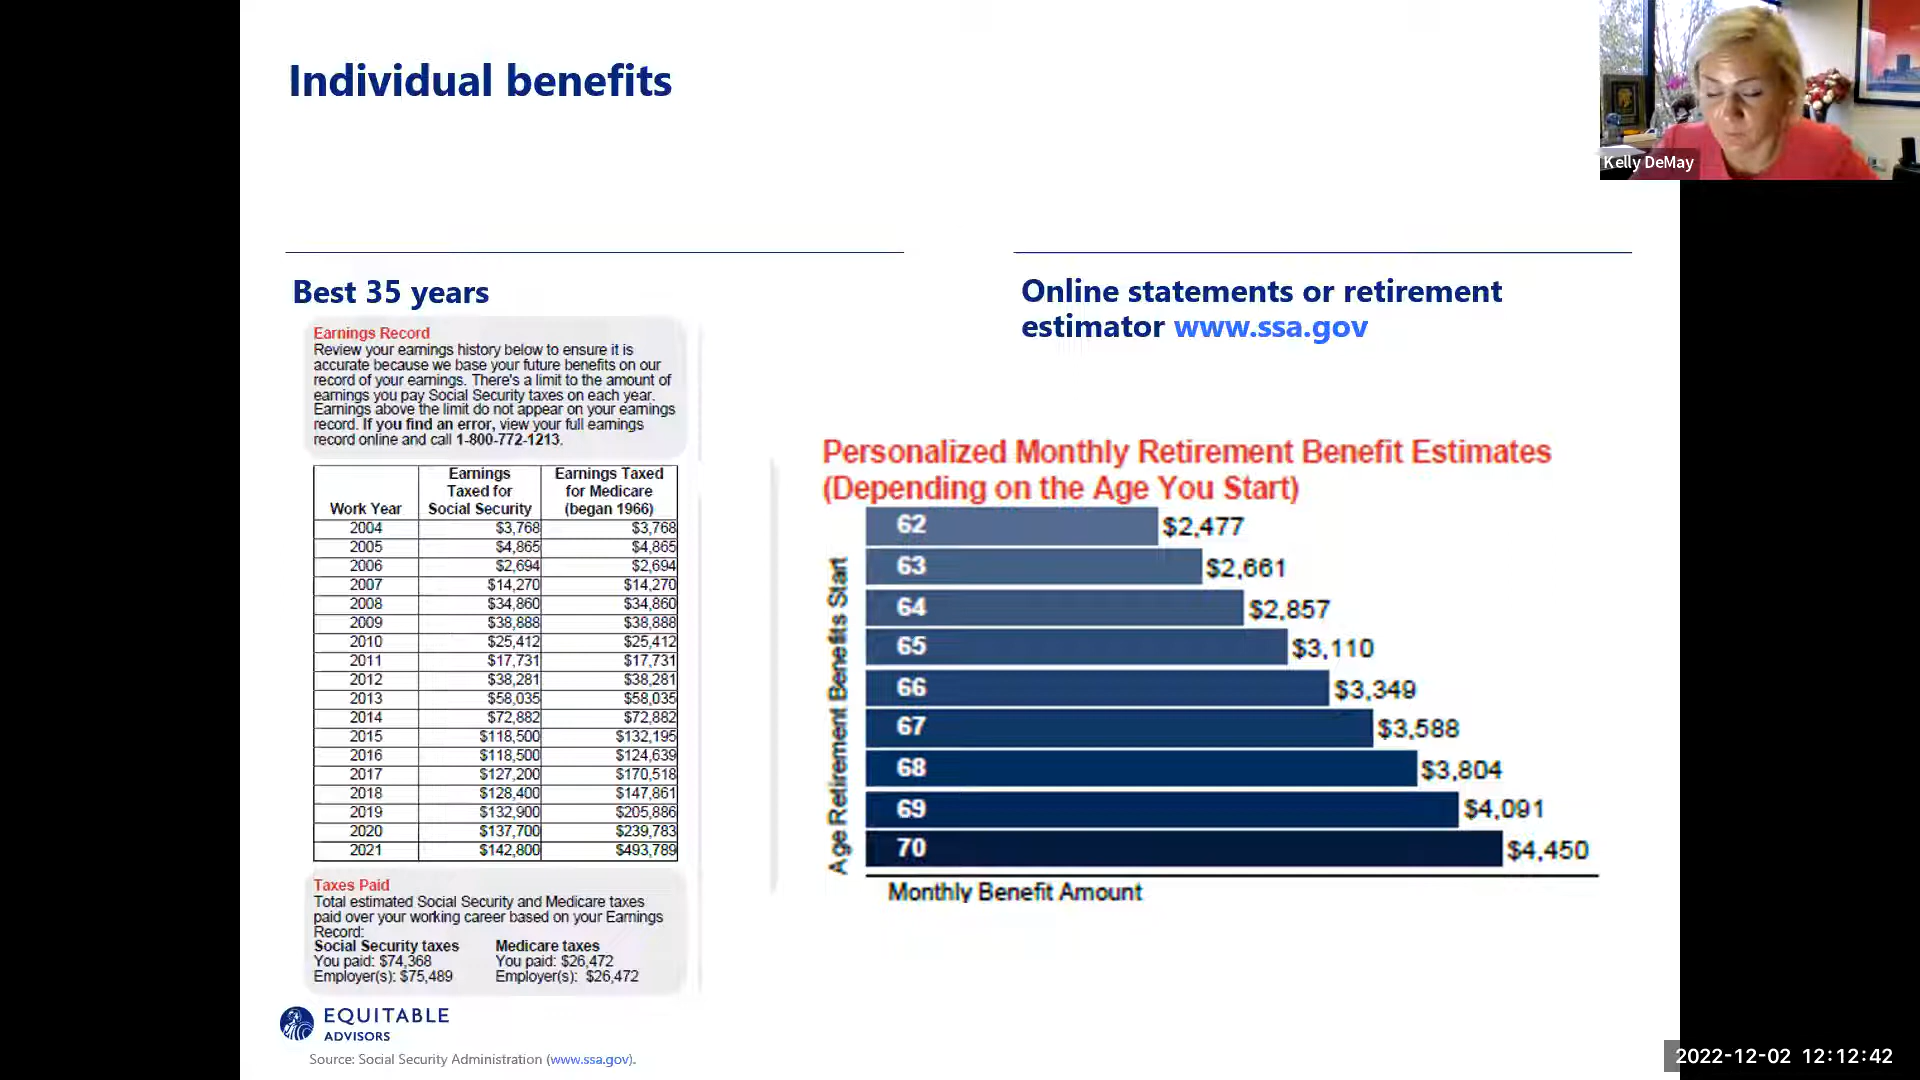 Individual benefits
Kelly DeMay
Best 35 years
Earnings Record
Review your earnings history below to ensure it is
accurate because we base your future benefits on our
record of your earnings. There's a limit to the amount of
earnings you pay Social Security taxes on each year.
Earnings above the limit do not appear on your earnings
record. If you find an error, view your full earnings
record online and call 1-800-772-1213.
Work Year Earnings Taxed for Social Security Earnings Taxed for Medicare (began 1966)
2004 $3,768 $3,768
2005 $4,865 $4,865
2006 $2,694 $2,694
2007 $14,270 $14,270
2008 $34,860 $34,860
2009 $38,888 $38,888
2010 $25,412 $25,412
2011 $17,731 $17,731
2012 $38,281 $38,281
2013 $58,035 $58,035
2014 $72,882 $72,882
2015 $118,500 $132,195
2016 $118,500 $124,639
2017 $127,200 $170,518
2018 $128,400 $147,861
2019 $132,900 $205,886
2020 $137,700 $239,783
2021 $142,800 $493,789
Taxes Paid
Total estimated Social Security and Medicare taxes
paid over your working career based on your Earnings
Record:
Social Security taxes Medicare taxes
You paid: $74,368 You paid: $26,472
Employer(s): $75,489 Employer(s): $26,472
Online statements or retirement
estimator www.ssa.gov
Personalized Monthly Retirement Benefit Estimates
(Depending on the Age You Start)
Age Retirement Benefits Start
62 $2,477
63 $2,661
64 $2,857
65 $3,110
66 $3,349
67 $3,588
68 $3,804
69 $4,091
70 $4,450
Monthly Benefit Amount
EQUITABLE
ADVISORS
Source: Social Security Administration (www.ssa.gov).
2022-12-02 12:12:42